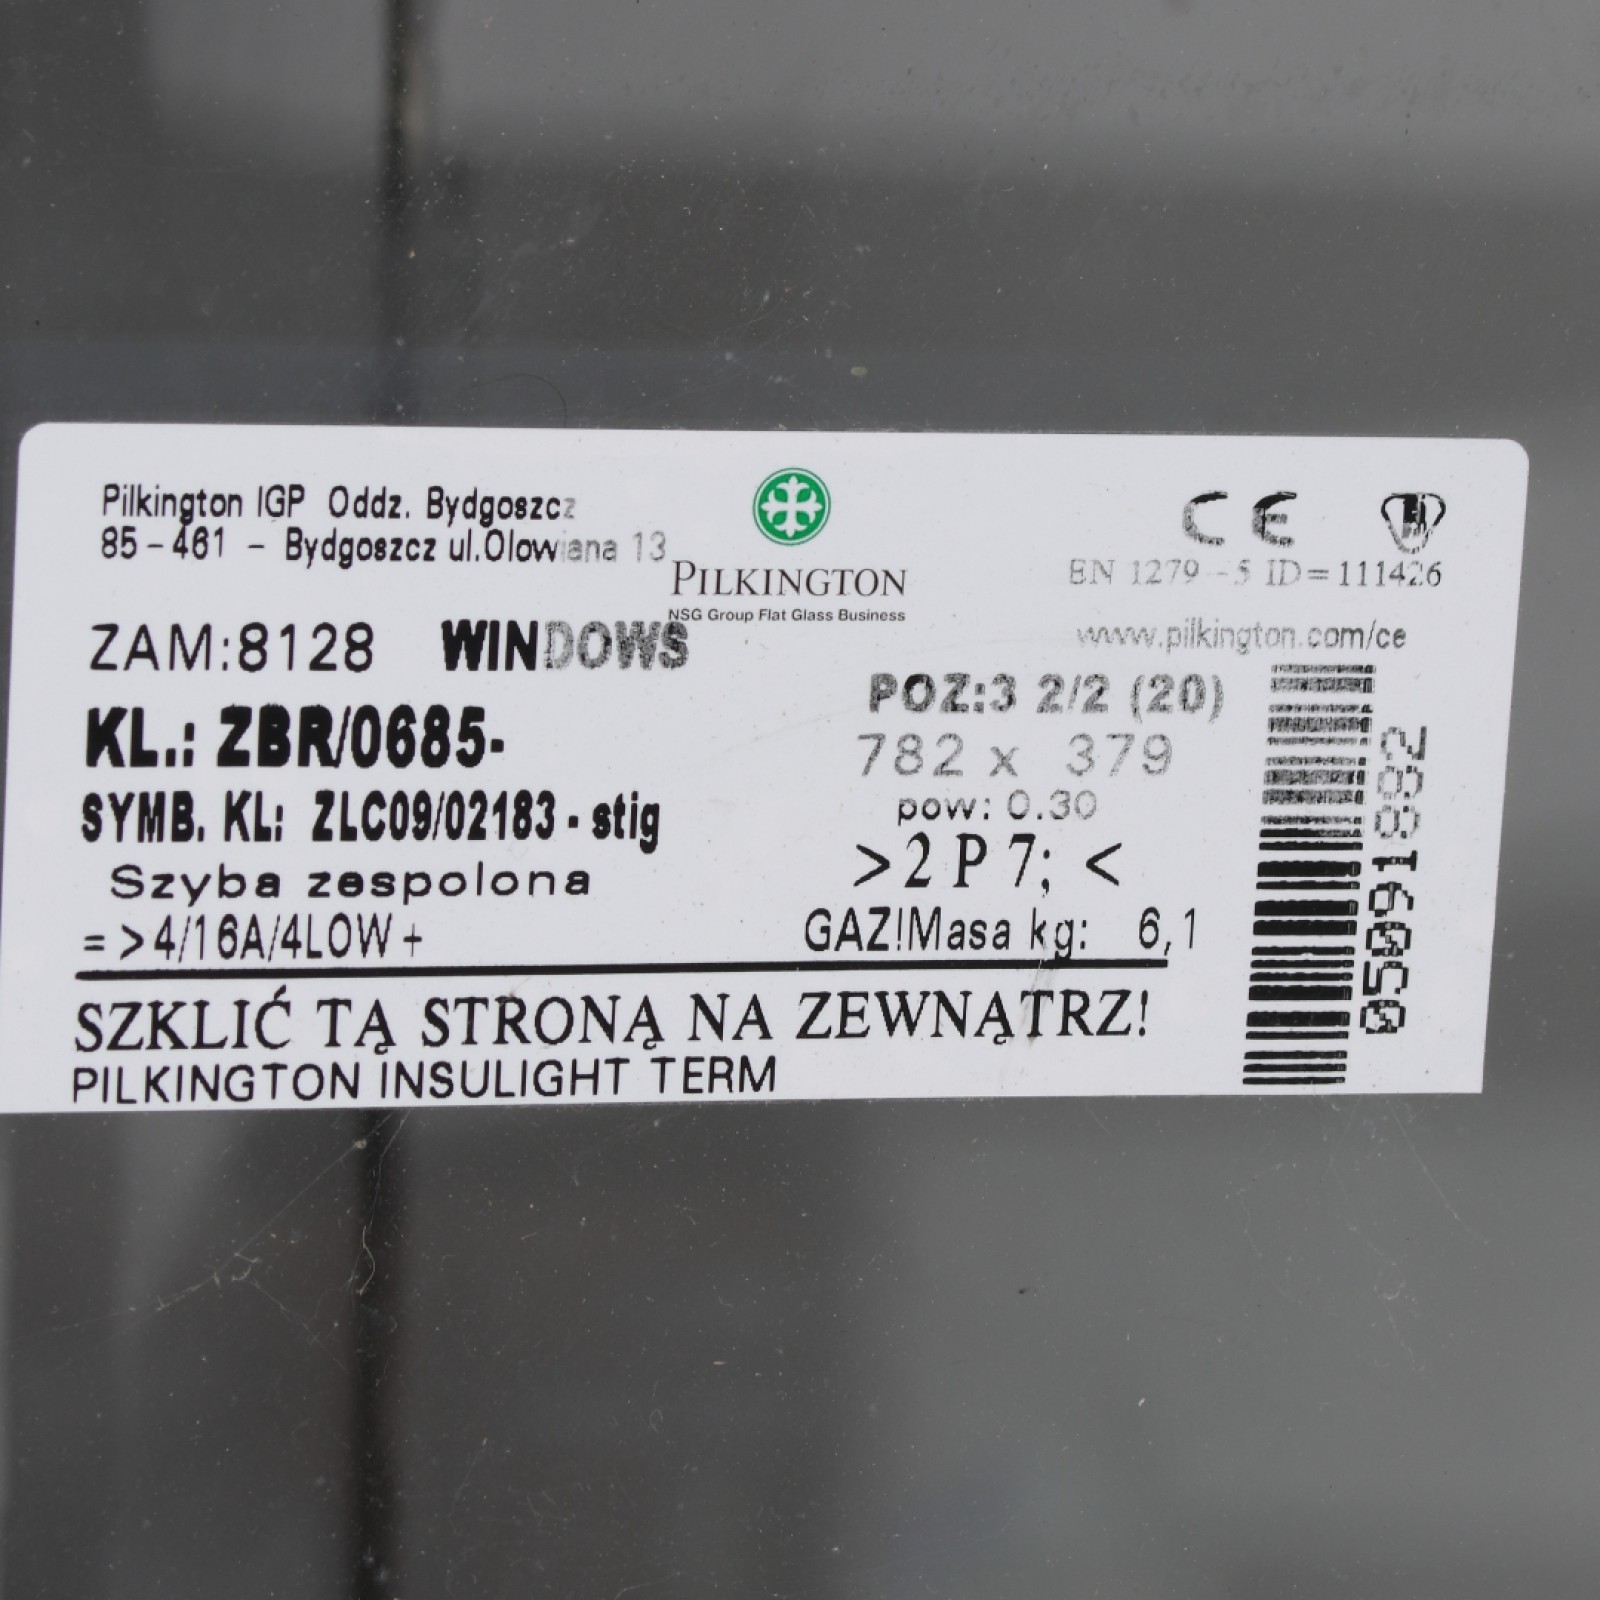 Pilkington IGP Oddz. Bydgoszcz
85-461 - Bydgoszcz ul.Olowiana 13
PILKINGTON
NSG Group Flat Glass Business
CE
EN 1279-5 ID=111426
www.pilkington.com/ce
ZAM:8128 WINDOWS
KL.: ZBR/0685-
SYMB. KL: ZLC09/02183 - stig
Szyba zespolona
=>4/16A/4LOW+
POZ:3 2/2 (20)
782 x 379
pow: 0.30
>2 P 7; <
GAZ!Masa kg: 6,1
SZKLIĆ TĄ STRONĄ NA ZEWNĄTRZ!
PILKINGTON INSULIGHT TERM
05091882